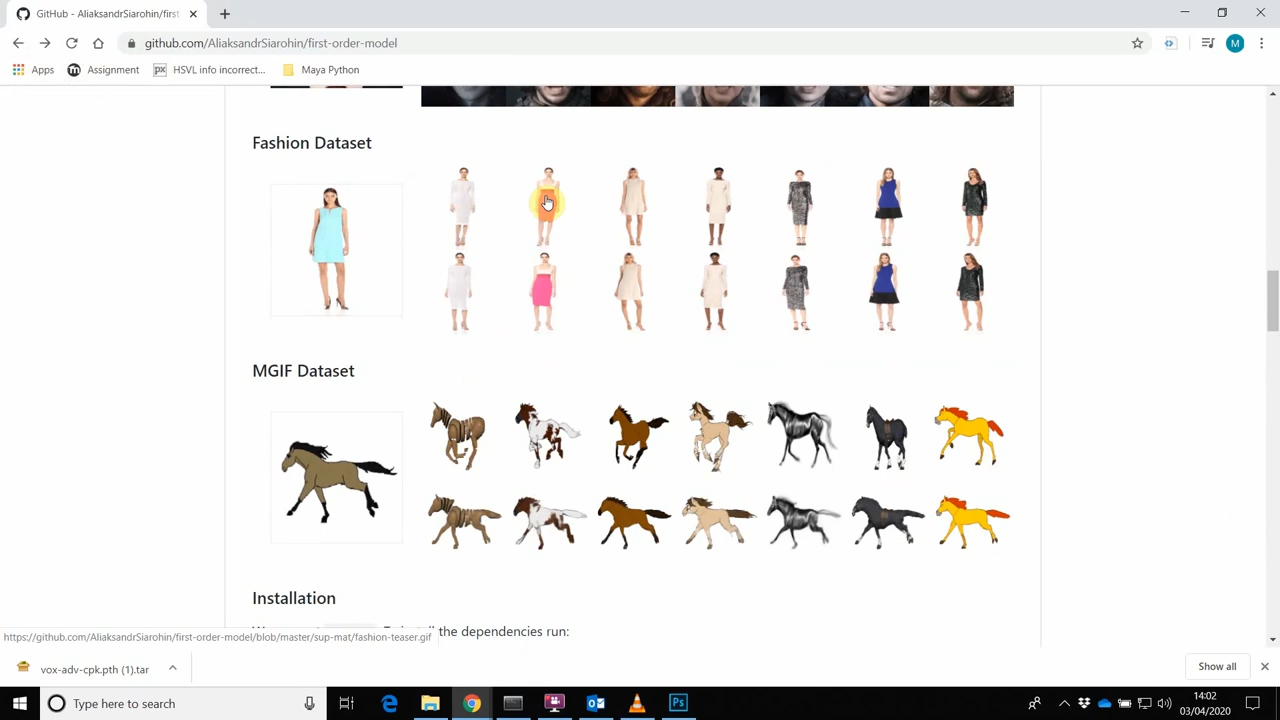 GitHub - AliaksandrSiarohin/first
github.com/AliaksandrSiarohin/first-order-model
M
Apps
Assignment
HSVL info incorrect...
Maya Python
Fashion Dataset
MGIF Dataset
Installation
ll the dependencies run:
https://github.com/AliaksandrSiarohin/first-order-model/blob/master/sup-mat/fashion-teaser.gif
vox-adv-cpk.pth (1).tar
Show all
Type here to search
14:02
03/04/2020